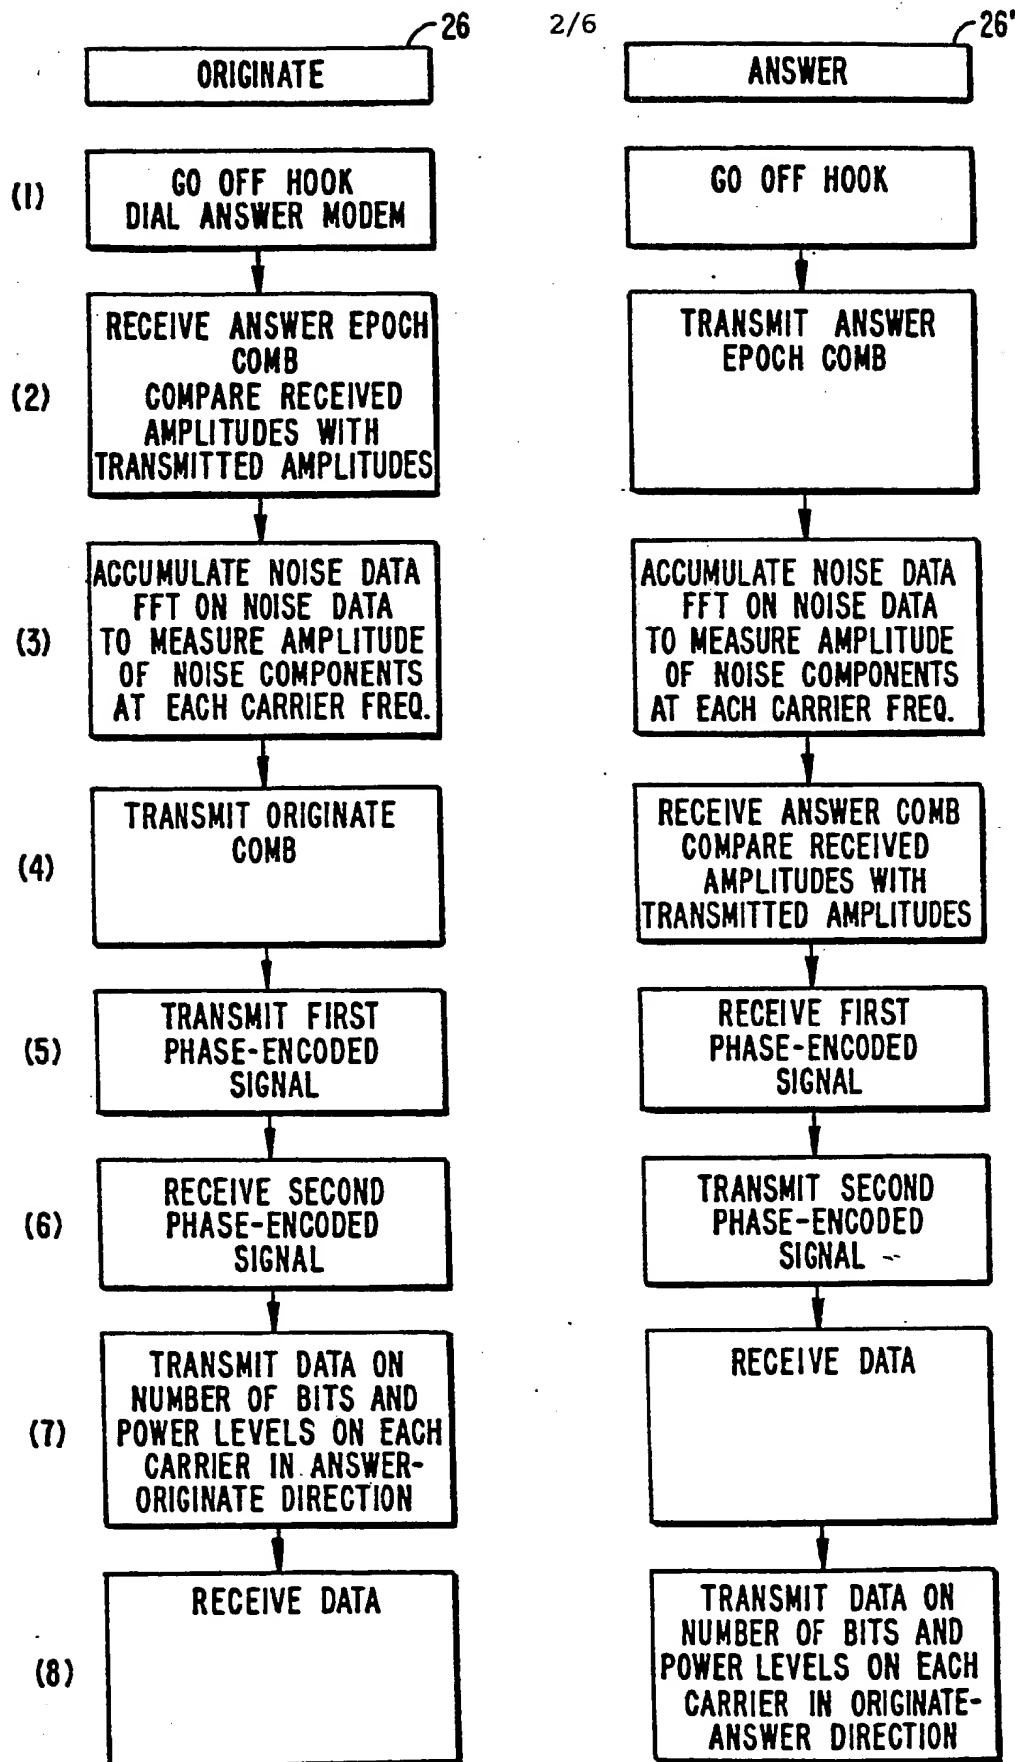 2/6
26
ORIGINATE
26'
ANSWER
(1)
GO OFF HOOK
DIAL ANSWER MODEM
GO OFF HOOK
(2)
RECEIVE ANSWER EPOCH
COMB
COMPARE RECEIVED
AMPLITUDES WITH
TRANSMITTED AMPLITUDES
TRANSMIT ANSWER
EPOCH COMB
(3)
ACCUMULATE NOISE DATA
FFT ON NOISE DATA
TO MEASURE AMPLITUDE
OF NOISE COMPONENTS
AT EACH CARRIER FREQ.
ACCUMULATE NOISE DATA
FFT ON NOISE DATA
TO MEASURE AMPLITUDE
OF NOISE COMPONENTS
AT EACH CARRIER FREQ.
(4)
TRANSMIT ORIGINATE
COMB
RECEIVE ANSWER COMB
COMPARE RECEIVED
AMPLITUDES WITH
TRANSMITTED AMPLITUDES
(5)
TRANSMIT FIRST
PHASE-ENCODED
SIGNAL
RECEIVE FIRST
PHASE-ENCODED
SIGNAL
(6)
RECEIVE SECOND
PHASE-ENCODED
SIGNAL
TRANSMIT SECOND
PHASE-ENCODED
SIGNAL
(7)
TRANSMIT DATA ON
NUMBER OF BITS AND
POWER LEVELS ON EACH
CARRIER IN ANSWER-
ORIGINATE DIRECTION
RECEIVE DATA
(8)
RECEIVE DATA
TRANSMIT DATA ON
NUMBER OF BITS AND
POWER LEVELS ON EACH
CARRIER IN ORIGINATE-
ANSWER DIRECTION